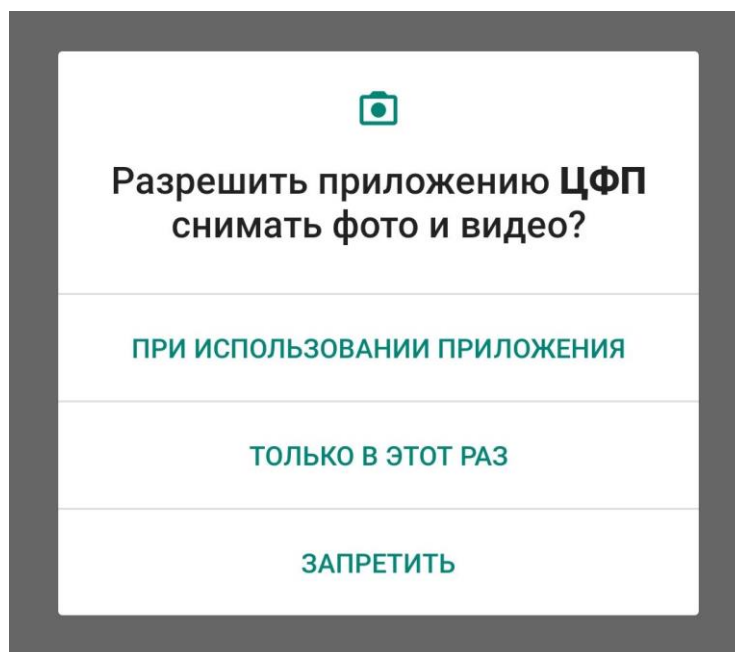 Разрешить приложению ЦФП
снимать фото и видео?
ПРИ ИСПОЛЬЗОВАНИИ ПРИЛОЖЕНИЯ
ТОЛЬКО В ЭТОТ РАЗ
ЗАПРЕТИТЬ